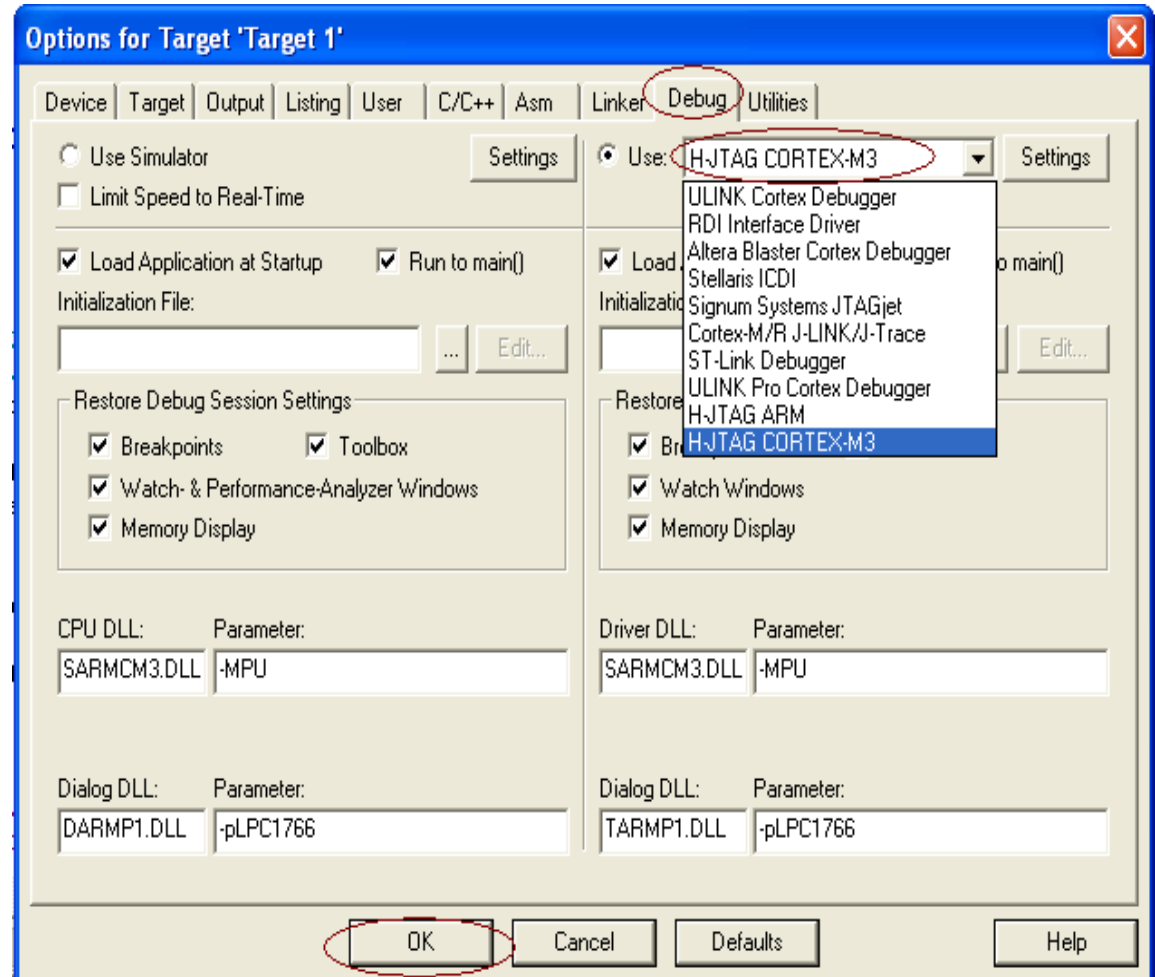 Options for Target 'Target 1'
Device Target Output Listing User C/C++ Asm Linker Debug Utilities
Use Simulator Settings Use: H-JTAG CORTEX-M3 Settings
Limit Speed to Real-Time
ULINK Cortex Debugger
RDI Interface Driver
Altera Blaster Cortex Debugger
Stellaris ICDI
Signum Systems JTAGjet
Cortex-M/R J-LINK/J-Trace
ST-Link Debugger
ULINK Pro Cortex Debugger
H-JTAG ARM
H-JTAG CORTEX-M3
Load Application at Startup Run to main() Load o main()
Initialization File: Initializatio
... Edit... Edit...
Restore Debug Session Settings Restore
Breakpoints Toolbox Br
Watch- & Performance-Analyzer Windows Watch Windows
Memory Display Memory Display
CPU DLL: Parameter: Driver DLL: Parameter:
SARMCM3.DLL -MPU SARMCM3.DLL -MPU
Dialog DLL: Parameter: Dialog DLL: Parameter:
DARMP1.DLL -pLPC1766 TARMP1.DLL -pLPC1766
OK Cancel Defaults Help